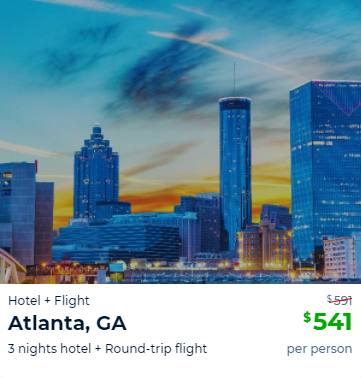 Hotel + Flight
$591
Atlanta, GA
$541
3 nights hotel + Round-trip flight
per person